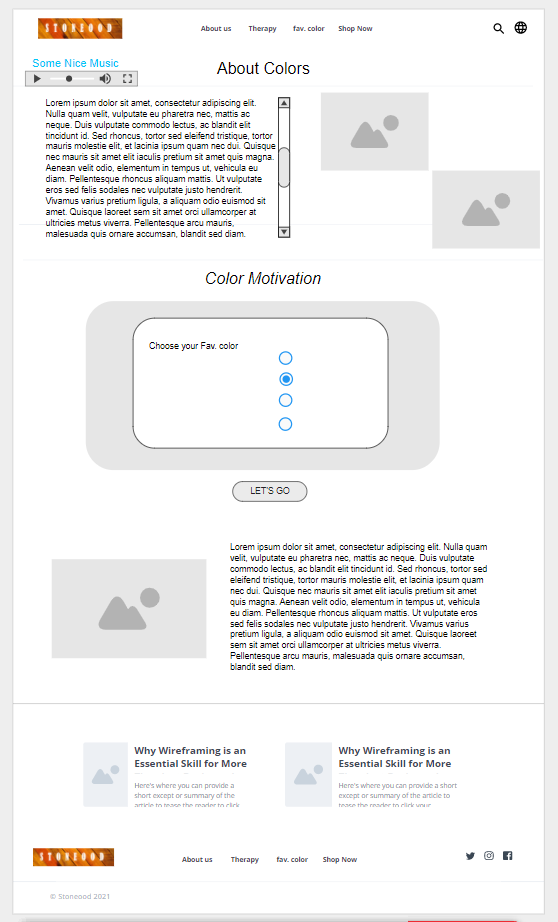 STONEOOD
About us Therapy fav. color Shop Now
Some Nice Music
About Colors
Lorem ipsum dolor sit amet, consectetur adipiscing elit.
Nulla quam velit, vulputate eu pharetra nec, mattis ac
neque. Duis vulputate commodo lectus, ac blandit elit
tincidunt id. Sed rhoncus, tortor sed eleifend tristique, tortor
mauris molestie elit, et lacinia ipsum quam nec dui. Quisque
nec mauris sit amet elit iaculis pretium sit amet quis magna.
Aenean velit odio, elementum in tempus ut, vehicula eu
diam. Pellentesque rhoncus aliquam mattis. Ut vulputate
eros sed felis sodales nec vulputate justo hendrerit.
Vivamus varius pretium ligula, a aliquam odio euismod sit
amet. Quisque laoreet sem sit amet orci ullamcorper at
ultricies metus viverra. Pellentesque arcu mauris,
malesuada quis ornare accumsan, blandit sed diam.
Color Motivation
Choose your Fav. color
LET'S GO
Lorem ipsum dolor sit amet, consectetur adipiscing elit. Nulla quam
velit, vulputate eu pharetra nec, mattis ac neque. Duis vulputate
commodo lectus, ac blandit elit tincidunt id. Sed rhoncus, tortor sed
eleifend tristique, tortor mauris molestie elit, et lacinia ipsum quam
nec dui. Quisque nec mauris sit amet elit iaculis pretium sit amet
quis magna. Aenean velit odio, elementum in tempus ut, vehicula
eu diam. Pellentesque rhoncus aliquam mattis. Ut vulputate eros
sed felis sodales nec vulputate justo hendrerit. Vivamus varius
pretium ligula, a aliquam odio euismod sit amet. Quisque laoreet
sem sit amet orci ullamcorper at ultricies metus viverra.
Pellentesque arcu mauris, malesuada quis ornare accumsan,
blandit sed diam.
Why Wireframing is an
Essential Skill for More
Here's where you can provide a
short except or summary of the
article to tease the reader to click
Why Wireframing is an
Essential Skill for More
Here's where you can provide a short
except or summary of the
article to tease the reader to click your
STONEOOD
About us Therapy fav. color Shop Now
© Stoneood 2021